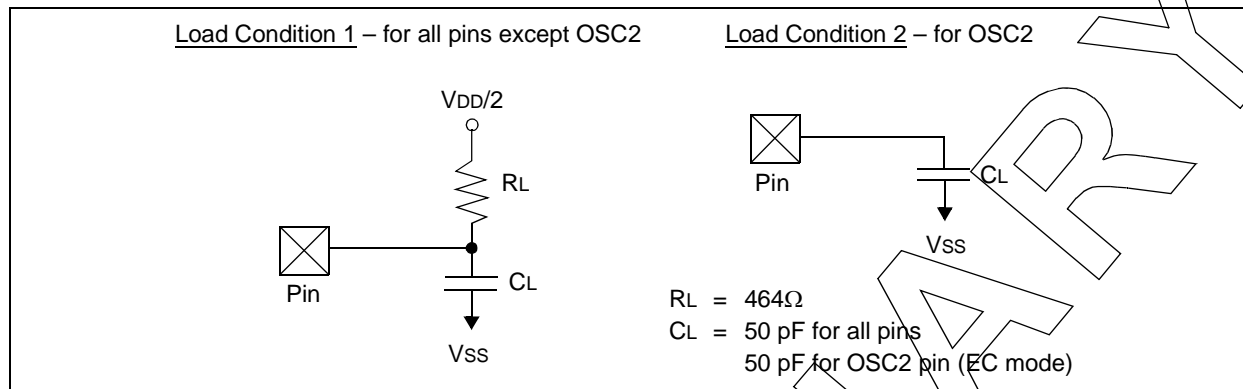 Load Condition 1 – for all pins except OSC2
Load Condition 2 – for OSC2
VDD/2
RL
Pin
CL
VSS
Pin
CL
VSS
RL = 464Ω
CL = 50 pF for all pins
50 pF for OSC2 pin (EC mode)
A R Y